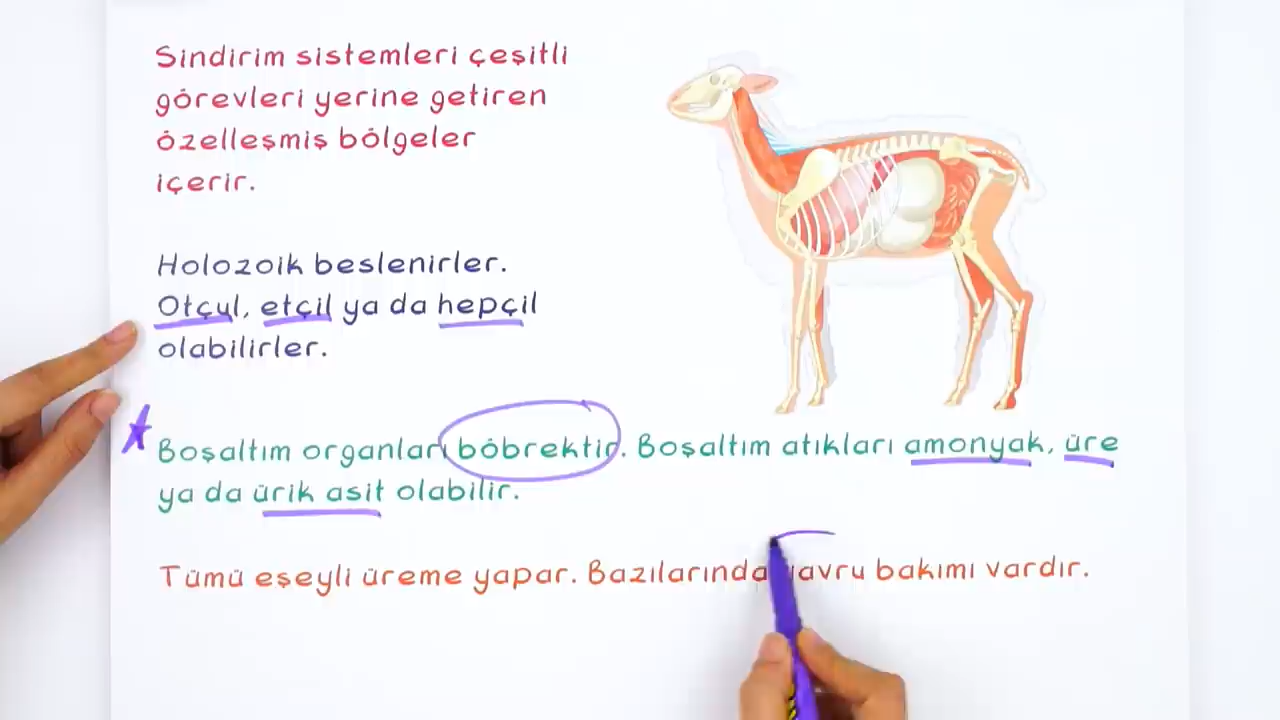 Sindirim sistemleri çeşitli
görevleri yerine getiren
özelleşmiş bölgeler
içerir.
Holozoik beslenirler.
Otçul, etçil ya da hepçil
olabilirler.
Boşaltım organları böbrektir. Boşaltım atıkları amonyak, üre
ya da ürik asit olabilir.
Tümü eşeyli üreme yapar. Bazılarında yavru bakımı vardır.